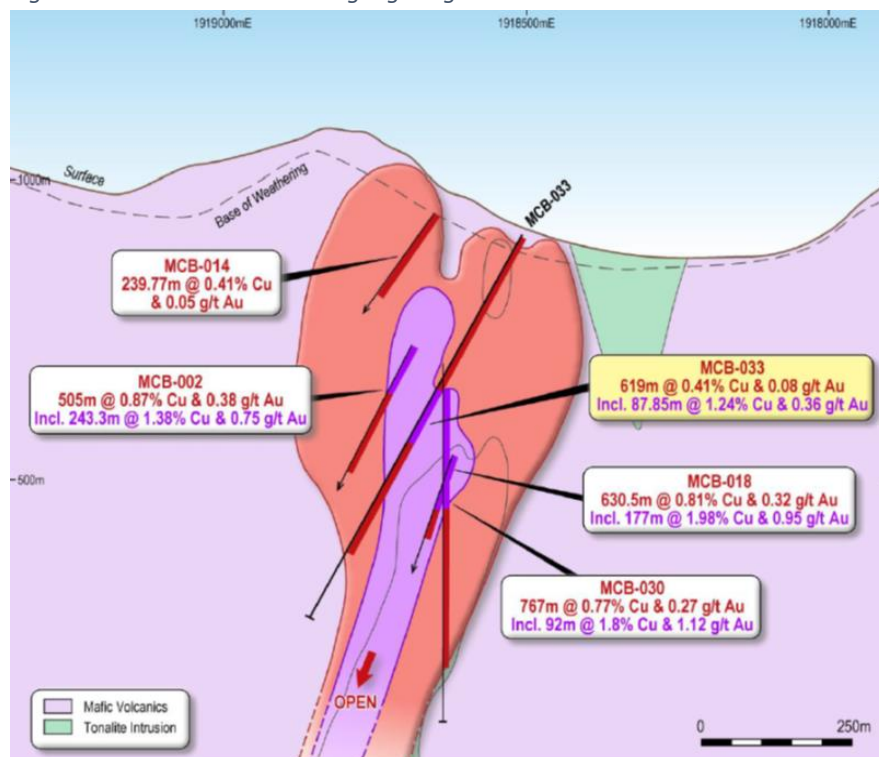 1919000mE
1918500mE
1918000mE
Surface
1000m
Base of Weathering
MCB-033
MCB-014
239.77m @ 0.41% Cu
& 0.05 g/t Au
MCB-002
505m @ 0.87% Cu & 0.38 g/t Au
Incl. 243.3m @ 1.38% Cu & 0.75 g/t Au
MCB-033
619m @ 0.41% Cu & 0.08 g/t Au
Incl. 87.85m @ 1.24% Cu & 0.36 g/t Au
500m
MCB-018
630.5m @ 0.81% Cu & 0.32 g/t Au
Incl. 177m @ 1.98% Cu & 0.95 g/t Au
MCB-030
767m @ 0.77% Cu & 0.27 g/t Au
Incl. 92m @ 1.8% Cu & 1.12 g/t Au
OPEN
Mafic Volcanics
Tonalite Intrusion
0
250m